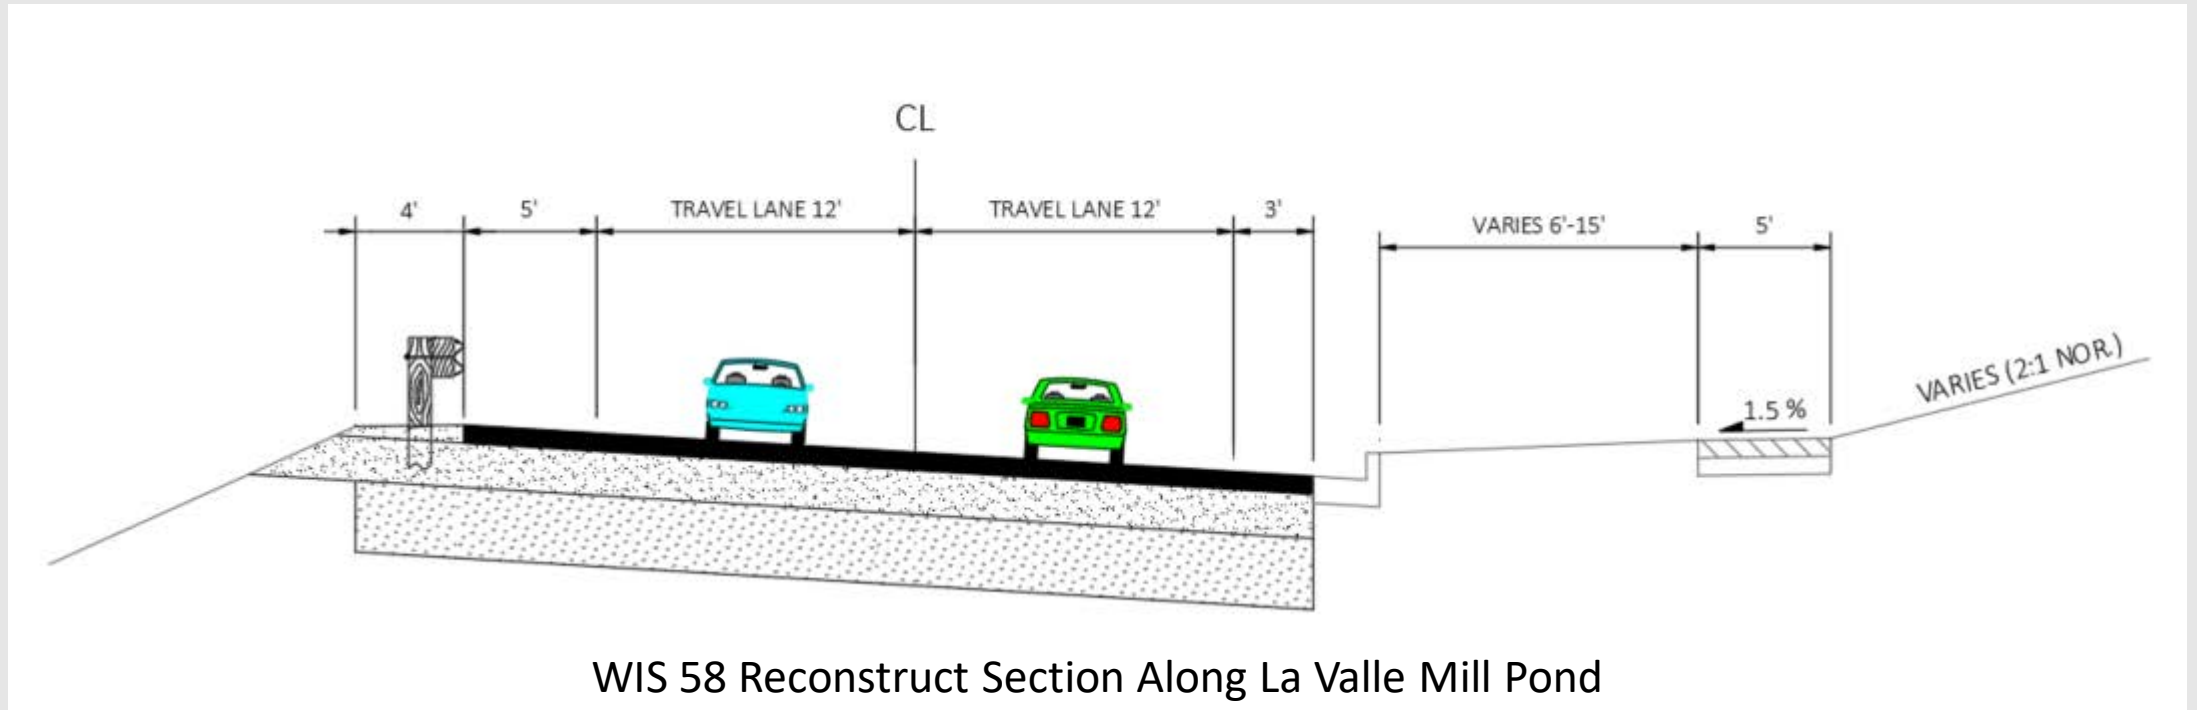 CL
4'
5'
TRAVEL LANE 12'
TRAVEL LANE 12'
3'
VARIES 6'-15'
5'
1.5 %
VARIES (2:1 NOR.)
WIS 58 Reconstruct Section Along La Valle Mill Pond